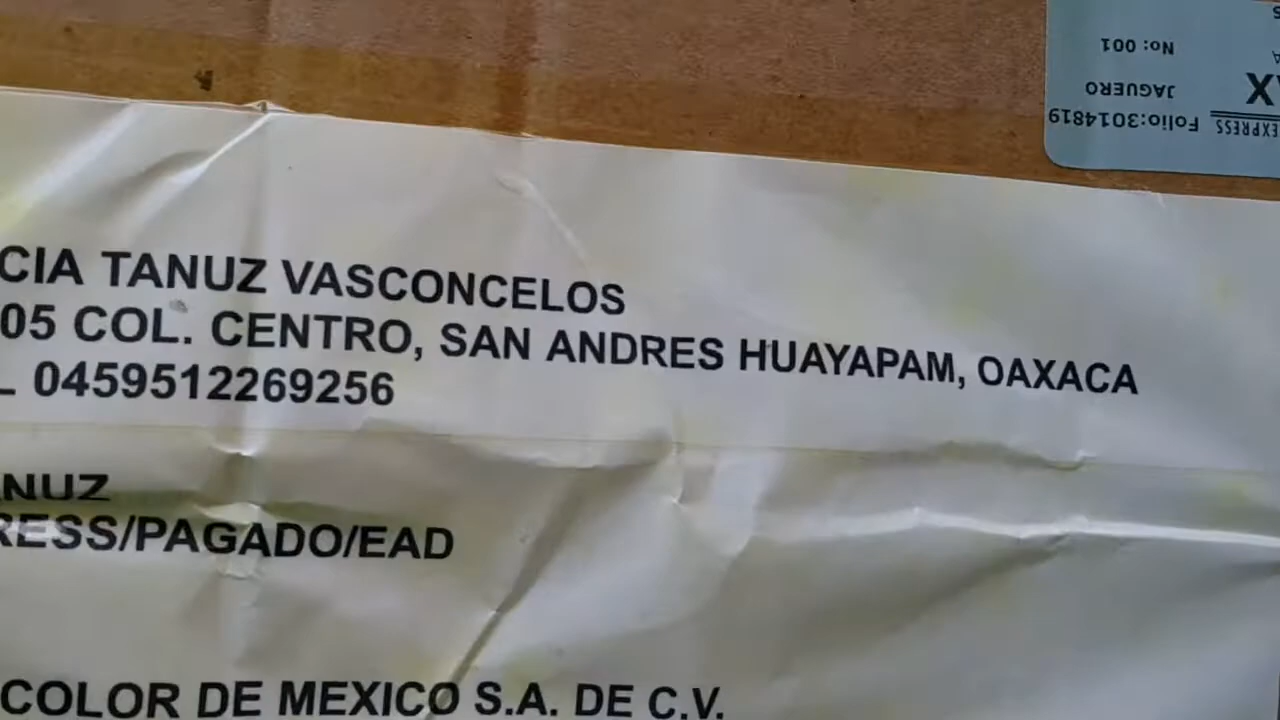 No: 001
JAGUERO
Folio:3014819
EXPRESS
CIA TANUZ VASCONCELOS
05 COL. CENTRO, SAN ANDRES HUAYAPAM, OAXACA
0459512269256
NUZ
RESS/PAGADO/EAD
COLOR DE MEXICO S.A. DE C.V.